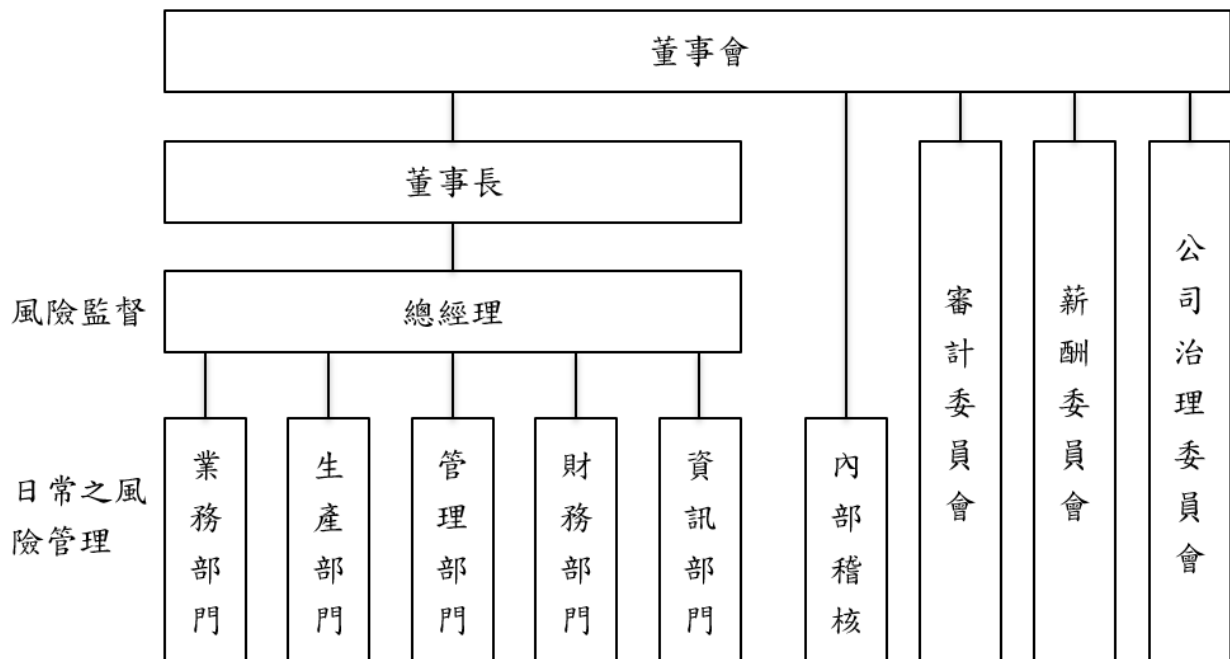 董事會
董事長
風險監督
總經理
日常之風
險管理
業務部門
生產部門
管理部門
財務部門
資訊部門
內部稽核
審計委員會
薪酬委員會
公司治理委員會